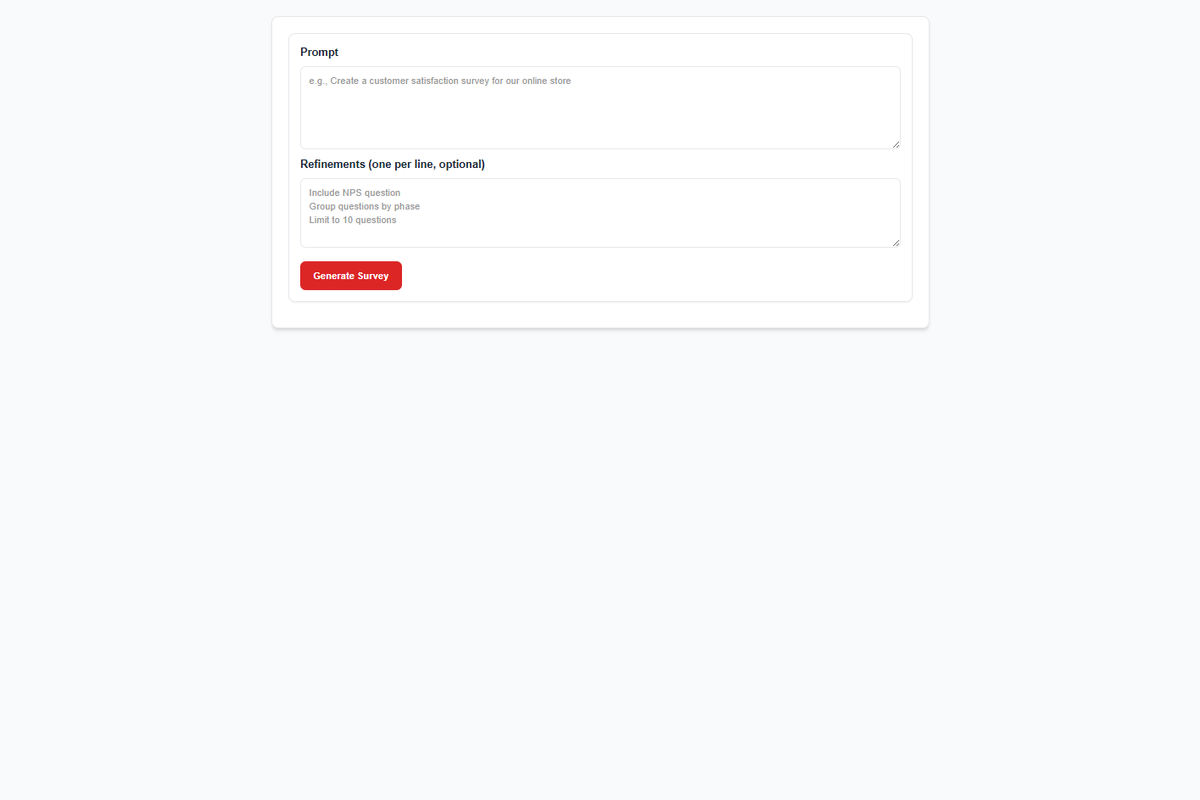 Prompt
e.g., Create a customer satisfaction survey for our online store
Refinements (one per line, optional)
Include NPS question
Group questions by phase
Limit to 10 questions
Generate Survey